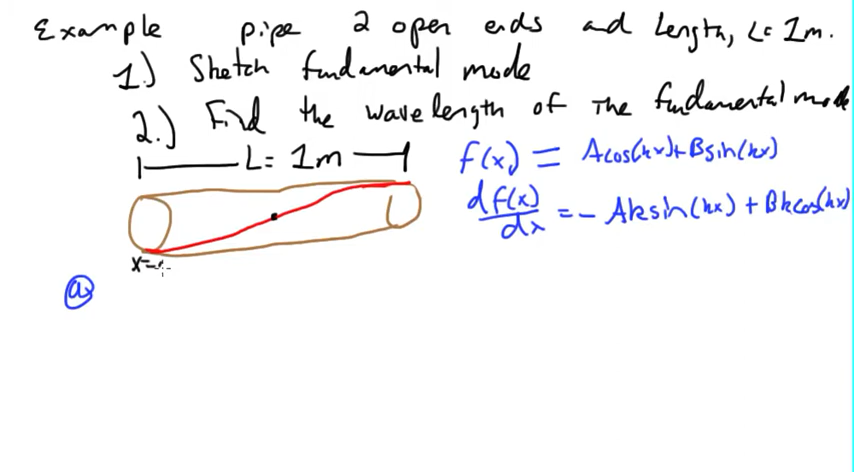 Example pipe 2 open ends and Length, L= 1m.
1.) Sketch fundamental mode
2.) Find the wavelength of the fundamental mode
L= 1m
f(x) = Acos(kx)+Bsin(kx)
df(x)/dx = - Aksin(kx) + Bkcos(kx)
x=
a